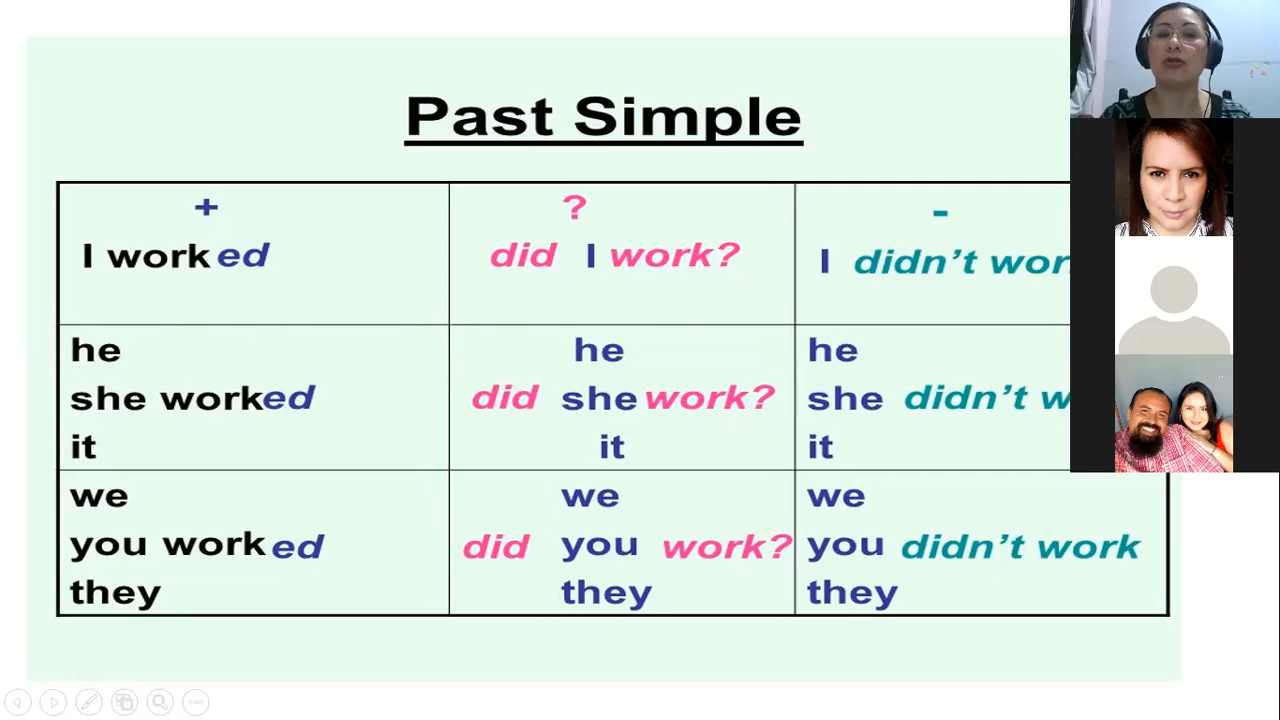 Past Simple
+
I worked
?
did I work?
-
I didn't
he
she worked
it
he
did she work?
it
he
she didn't
it
we
you worked
they
we
did you work?
they
we
you didn't work
they